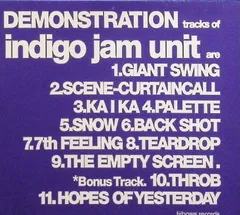 DEMONSTRATION tracks of
indigo jam unit are
1.GIANT SWING
2.SCENE-CURTAINCALL
3.KA I KA 4.PALETTE
5.SNOW 6.BACK SHOT
7.7th FEELING 8.TEARDROP
9.THE EMPTY SCREEN .
*Bonus Track. 10.THROB
11.HOPES OF YESTERDAY
records